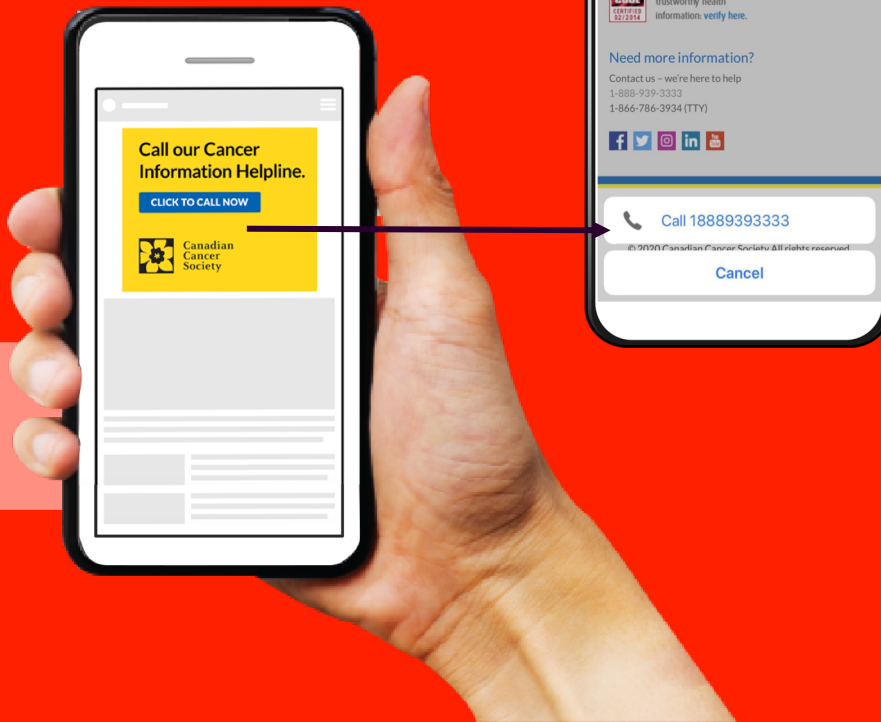 Call our Cancer
Information Helpline.
CLICK TO CALL NOW
Canadian
Cancer
Society
CODE
CERTIFIED
02/2014
trustworthy health
information: verify here.
Need more information?
Contact us – we're here to help
1-888-939-3333
1-866-786-3934 (TTY)
Call 18889393333
© 2020 Canadian Cancer Society All rights reserved
Cancel